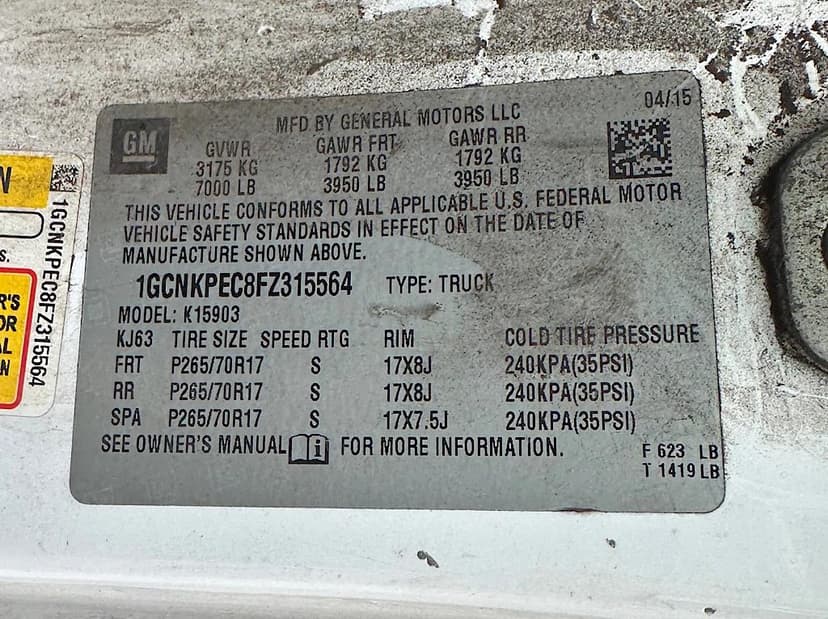 GM
MFD BY GENERAL MOTORS LLC
04/15
GVWR GAWR FRT GAWR RR
3175 KG 1792 KG 1792 KG
7000 LB 3950 LB 3950 LB
THIS VEHICLE CONFORMS TO ALL APPLICABLE U.S. FEDERAL MOTOR
VEHICLE SAFETY STANDARDS IN EFFECT ON THE DATE OF
MANUFACTURE SHOWN ABOVE.
1GCNKPEC8FZ315564 TYPE: TRUCK
MODEL: K15903
KJ63 TIRE SIZE SPEED RTG RIM COLD TIRE PRESSURE
FRT P265/70R17 S 17X8J 240KPA(35PSI)
RR P265/70R17 S 17X8J 240KPA(35PSI)
SPA P265/70R17 S 17X7.5J 240KPA(35PSI)
SEE OWNER'S MANUAL i FOR MORE INFORMATION.
F 623 LB
T 1419 LB
1GCNKPEC8FZ315564